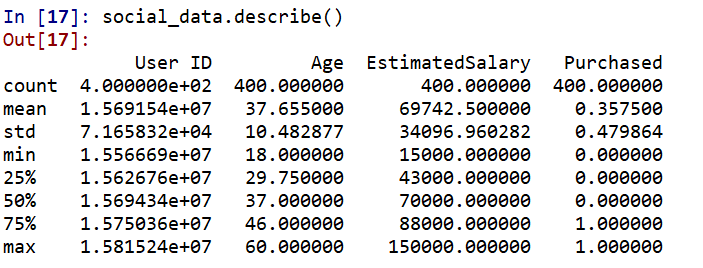 In [17]: social_data.describe()
Out[17]:
            User ID         Age  EstimatedSalary   Purchased
count  4.000000e+02  400.000000       400.000000  400.000000
mean   1.569154e+07   37.655000     69742.500000    0.357500
std    7.165832e+04   10.482877     34096.960282    0.479864
min    1.556669e+07   18.000000     15000.000000    0.000000
25%    1.562676e+07   29.750000     43000.000000    0.000000
50%    1.569434e+07   37.000000     70000.000000    0.000000
75%    1.575036e+07   46.000000     88000.000000    1.000000
max    1.581524e+07   60.000000    150000.000000    1.000000